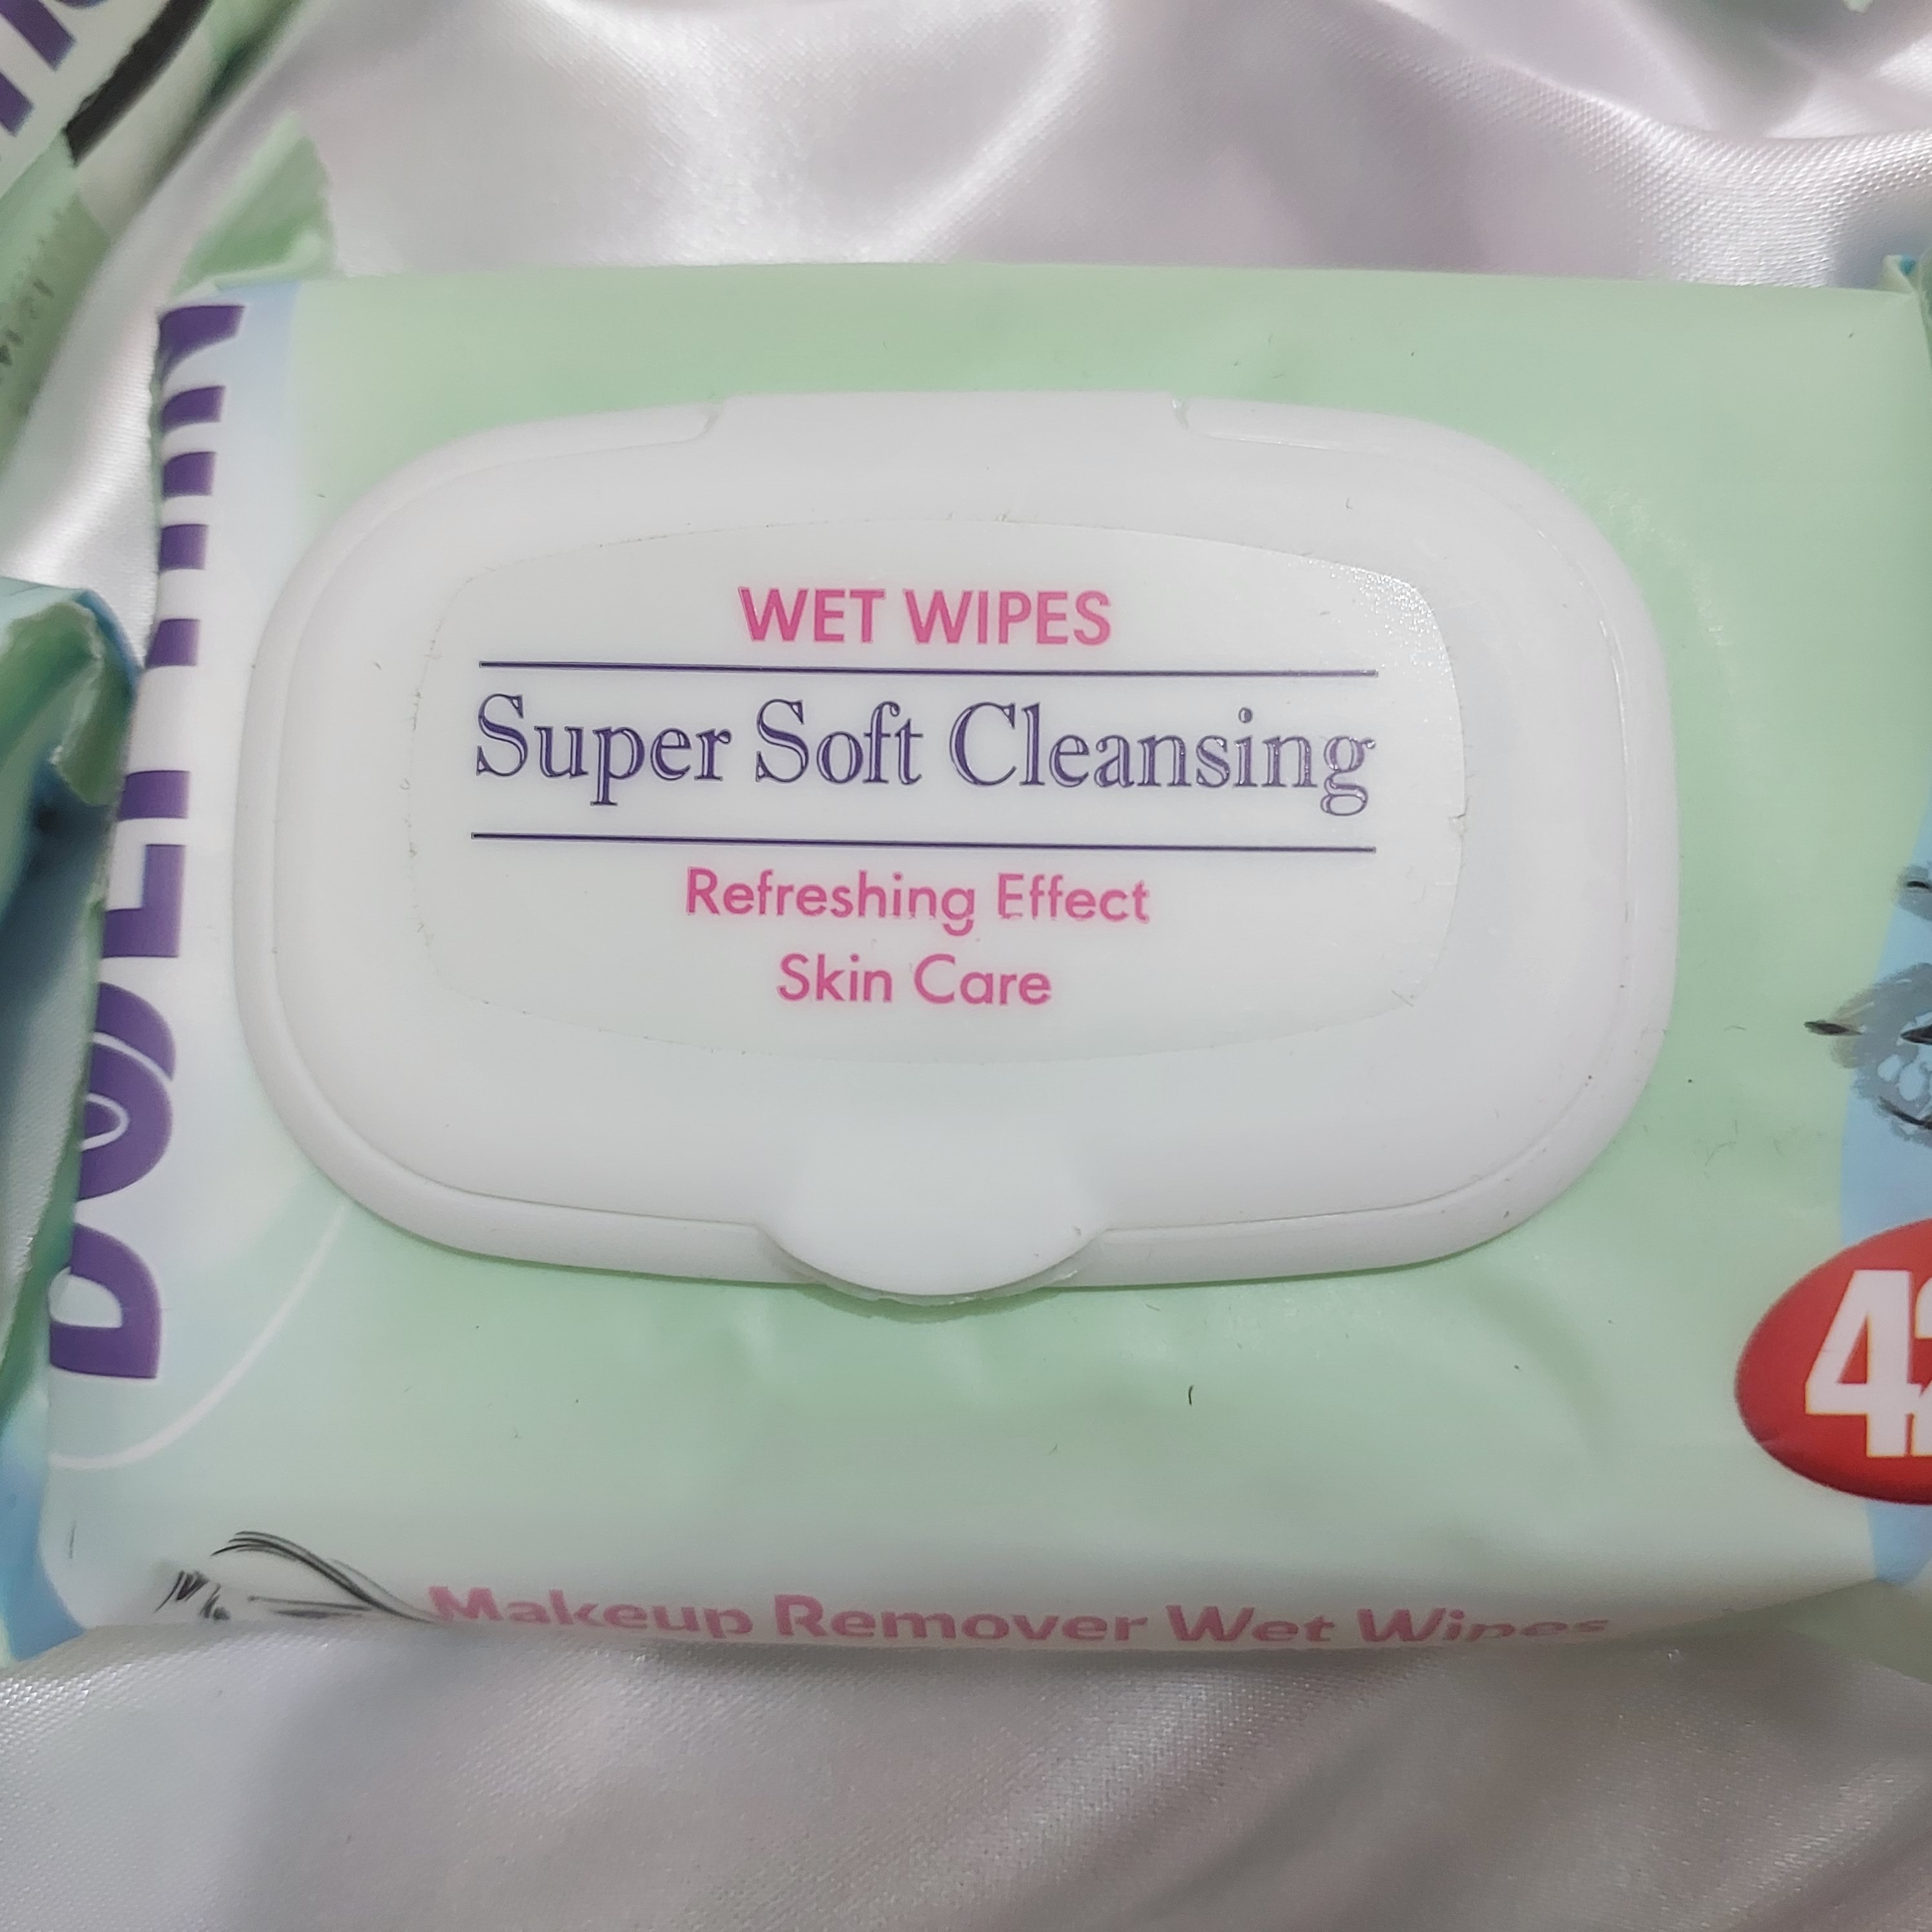 WET WIPES
Super Soft Cleansing
Refreshing Effect
Skin Care
Makeup Remover Wet Wipes